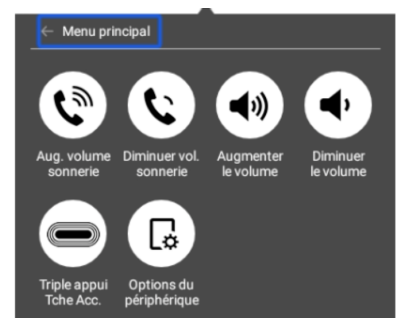 Menu principal
Aug. volume
sonnerie
Diminuer vol.
sonnerie
Augmenter
le volume
Diminuer
le volume
Triple appui
Tche Acc.
Options du
périphérique